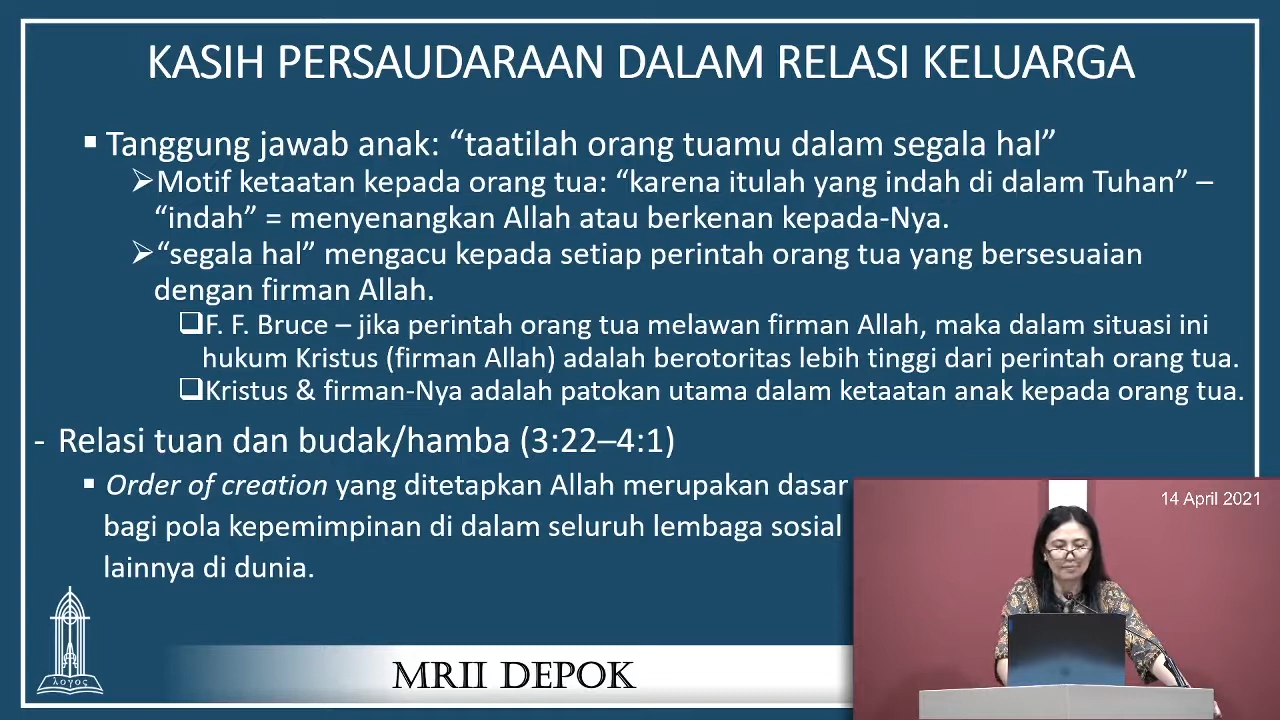 KASIH PERSAUDARAAN DALAM RELASI KELUARGA
▪ Tanggung jawab anak: “taatilah orang tuamu dalam segala hal”
➢Motif ketaatan kepada orang tua: “karena itulah yang indah di dalam Tuhan” –
“indah” = menyenangkan Allah atau berkenan kepada-Nya.
➢“segala hal” mengacu kepada setiap perintah orang tua yang bersesuaian
dengan firman Allah.
❑F. F. Bruce – jika perintah orang tua melawan firman Allah, maka dalam situasi ini
hukum Kristus (firman Allah) adalah berotoritas lebih tinggi dari perintah orang tua.
❑Kristus & firman-Nya adalah patokan utama dalam ketaatan anak kepada orang tua.
- Relasi tuan dan budak/hamba (3:22–4:1)
▪ Order of creation yang ditetapkan Allah merupakan dasar
bagi pola kepemimpinan di dalam seluruh lembaga sosial
lainnya di dunia.
14 April 2021
λογος
MRII DEPOK